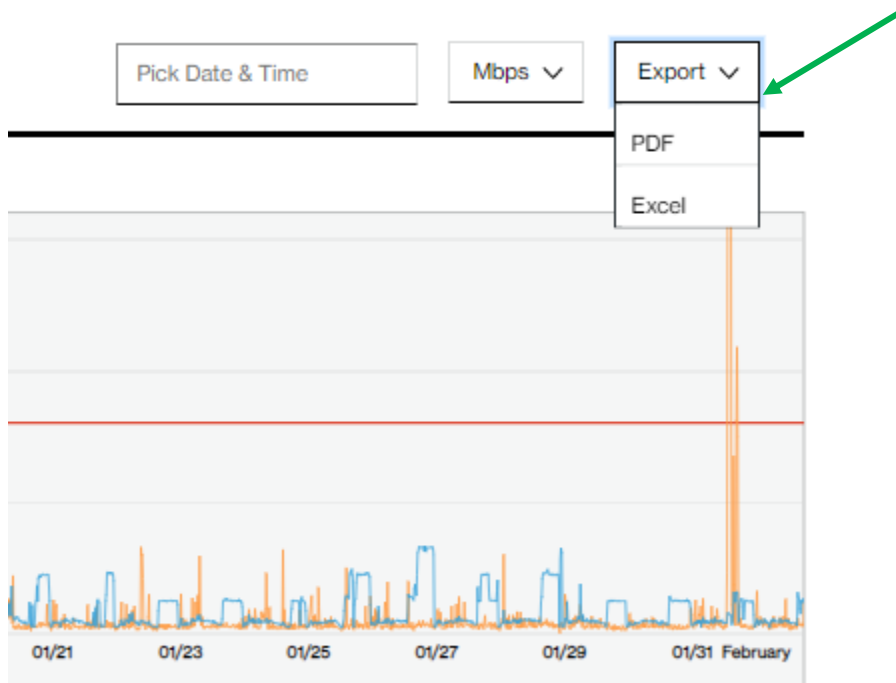 Pick Date & Time
Mbps
Export
PDF
Excel
01/21 01/23 01/25 01/27 01/29 01/31 February